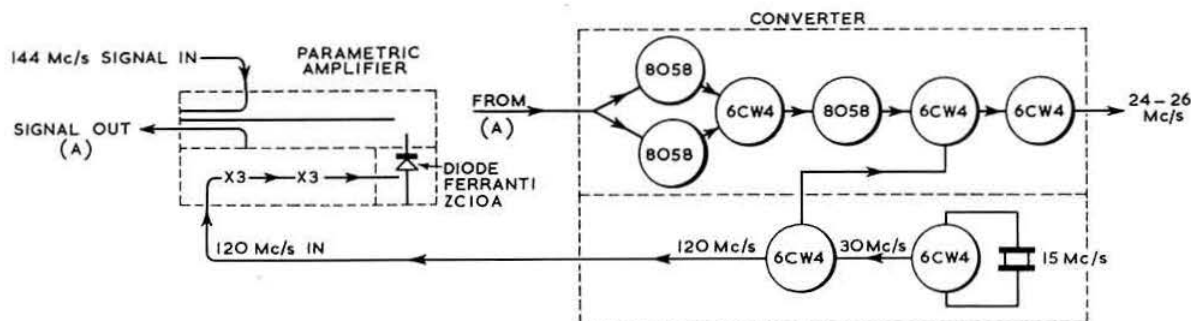 CONVERTER
144 Mc/s SIGNAL IN
PARAMETRIC
AMPLIFIER
SIGNAL OUT
(A)
X3
X3
DIODE
FERRANTI
ZC10A
120 Mc/s IN
FROM
(A)
8058
8058
6CW4
8058
6CW4
6CW4
24-26
Mc/s
120 Mc/s
6CW4
30 Mc/s
6CW4
15 Mc/s